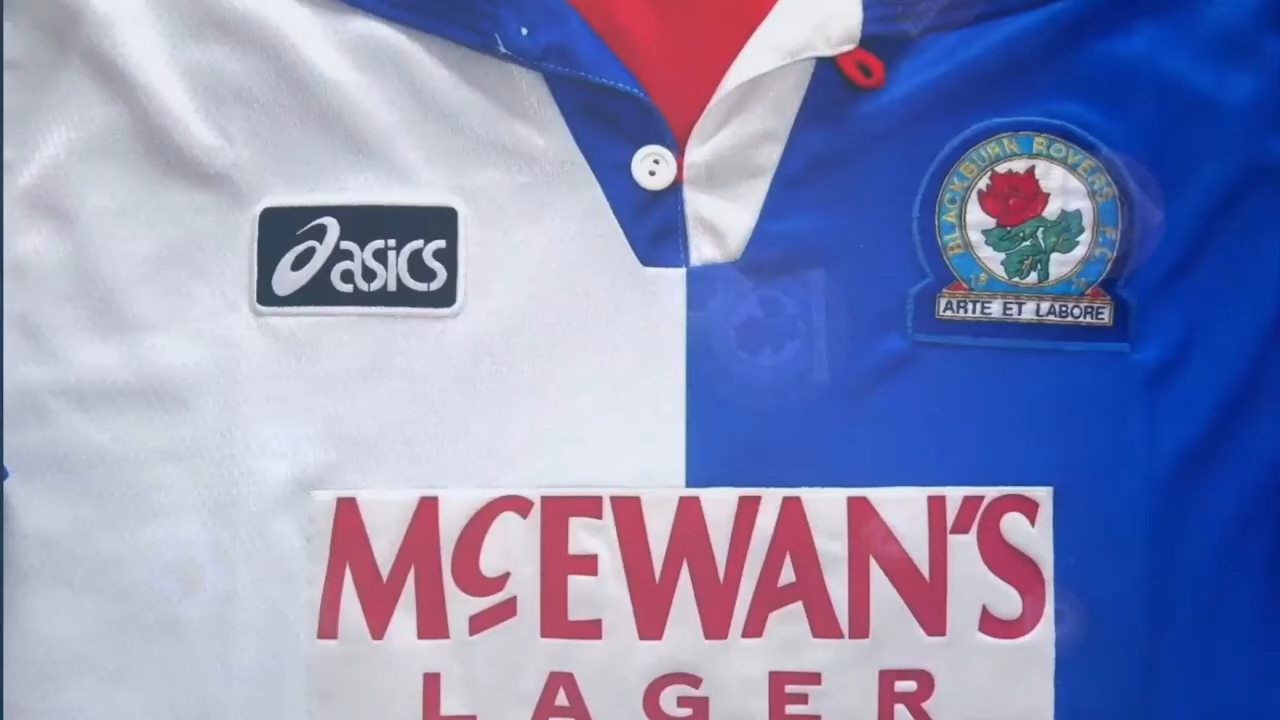 asics
BLACKBURN ROVERS F.C.
ARTE ET LABORE
McEWAN'S
LAGER